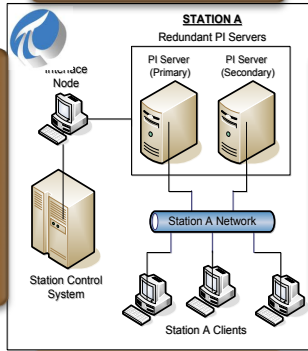 STATION A
Redundant PI Servers
PI Server
(Primary)
PI Server
(Secondary)
Interface
Node
Station A Network
Station Control
System
Station A Clients